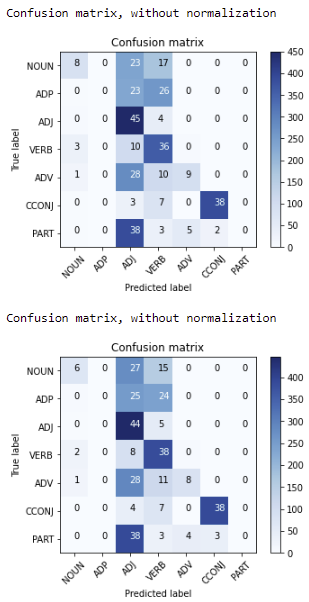 Confusion matrix, without normalization
Confusion matrix
NOUN 8 0 23 17 0 0 0
ADP 0 0 23 26 0 0 0
ADJ 0 0 45 4 0 0 0
VERB 3 0 10 36 0 0 0
ADV 1 0 28 10 9 0 0
CCONJ 0 0 3 7 0 38 0
PART 0 0 38 3 5 2 0
NOUN ADP ADJ VERB ADV CCONJ PART
True label
Predicted label
450
400
350
300
250
200
150
100
50
0
Confusion matrix, without normalization
Confusion matrix
NOUN 6 0 27 15 0 0 0
ADP 0 0 25 24 0 0 0
ADJ 0 0 44 5 0 0 0
VERB 2 0 8 38 0 0 0
ADV 1 0 28 11 8 0 0
CCONJ 0 0 4 7 0 38 0
PART 0 0 38 3 4 3 0
NOUN ADP ADJ VERB ADV CCONJ PART
True label
Predicted label
400
350
300
250
200
150
100
50
0